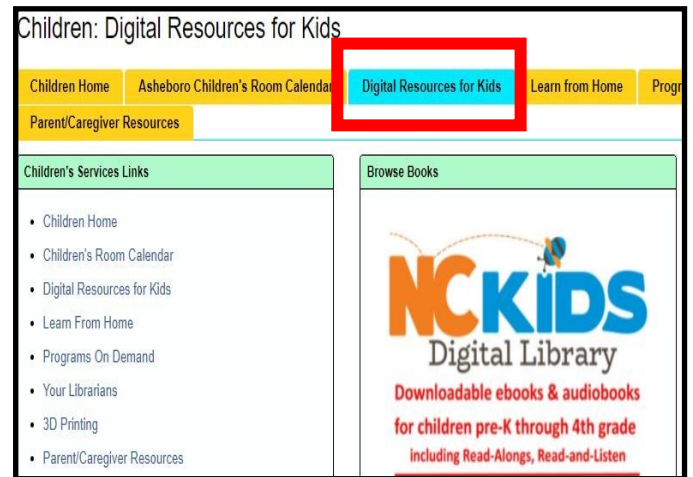 Children: Digital Resources for Kids
Children Home
Asheboro Children's Room Calendar
Digital Resources for Kids
Learn from Home
Progr
Parent/Caregiver Resources
Children's Services Links
• Children Home
• Children's Room Calendar
• Digital Resources for Kids
• Learn From Home
• Programs On Demand
• Your Librarians
• 3D Printing
• Parent/Caregiver Resources
Browse Books
NCKiDS
Digital Library
Downloadable ebooks & audiobooks
for children pre-K through 4th grade
including Read-Alongs, Read-and-Listen